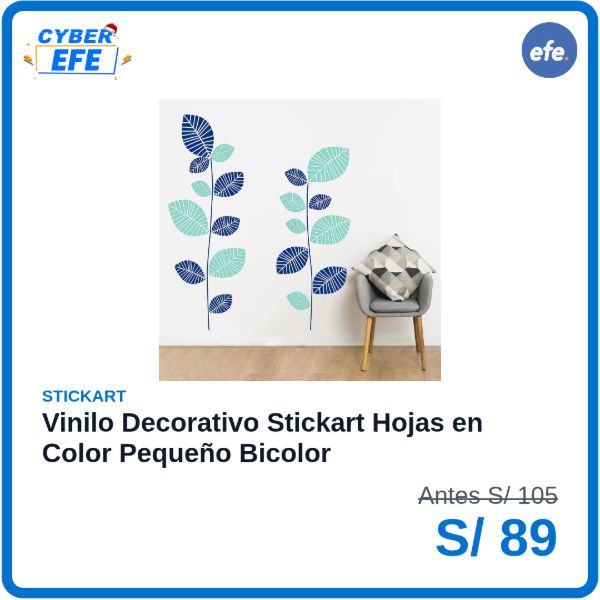 CYBER
EFE
efe.
STICKART
Vinilo Decorativo Stickart Hojas en
Color Pequeño Bicolor
Antes S/ 105
S/ 89